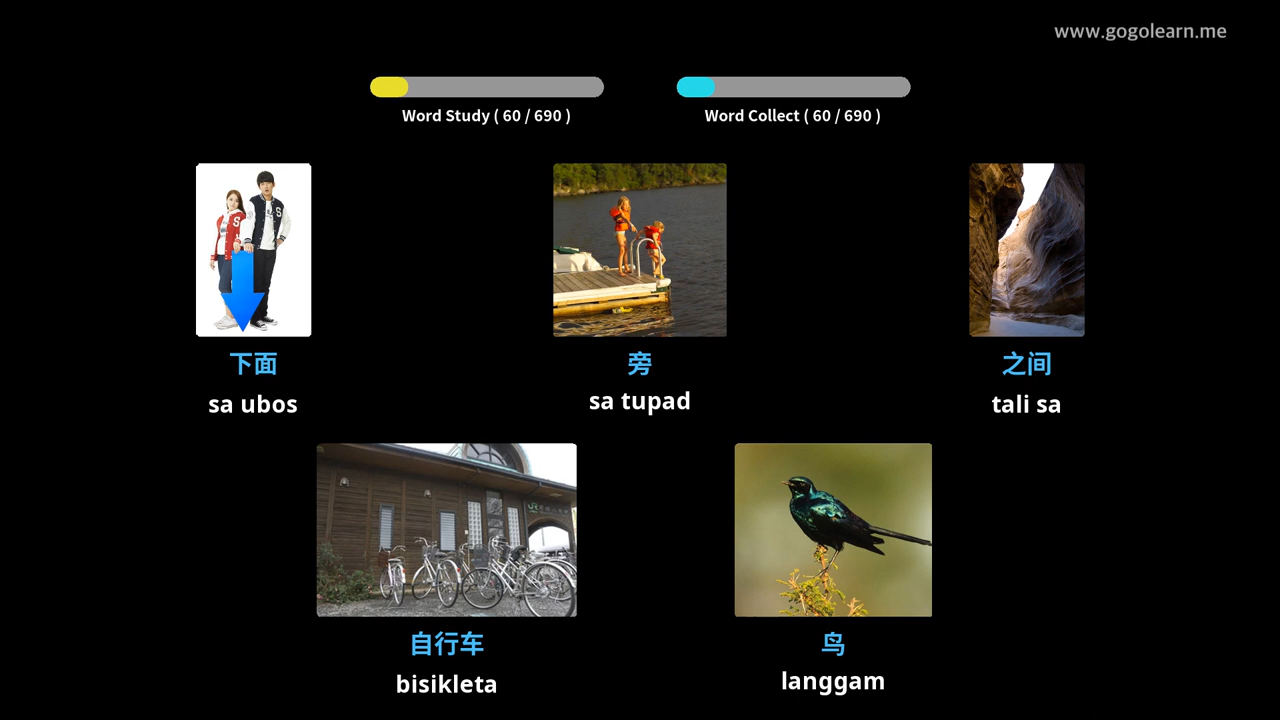 www.gogolearn.me
Word Study ( 60 / 690 )
Word Collect ( 60 / 690 )
下面
sa ubos
旁
sa tupad
之间
tali sa
自行车
bisikleta
鸟
langgam